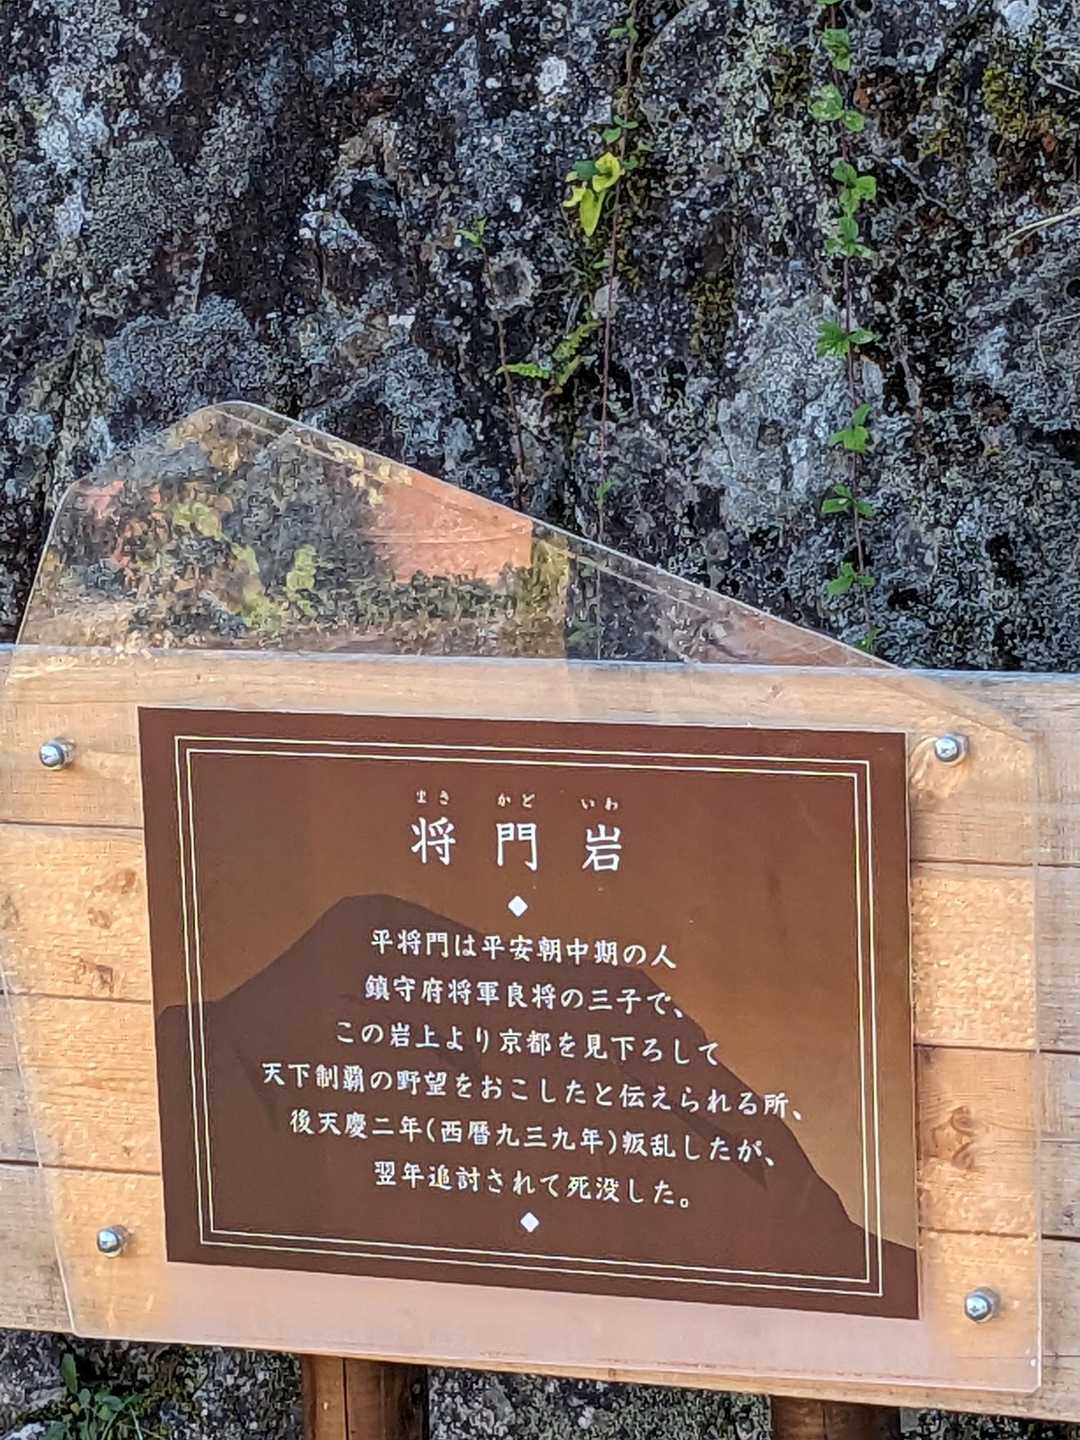 まさ かど いわ
将門岩
平将門は平安朝中期の人
鎮守府将軍良将の三子で、
この岩上より京都を見下ろして
天下制覇の野望をおこしたと伝えられる所、
後天慶二年(西暦九三九年)叛乱したが、
翌年追討されて死没した。